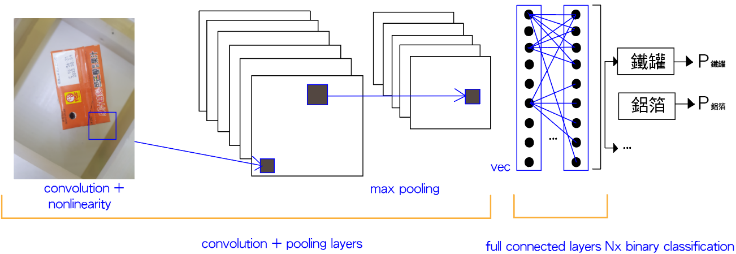 convolution +
nonlinearity
max pooling
convolution + pooling layers
vec
...
鐵罐
P鐵罐
鋁箔
P鋁箔
...
full connected layers Nx binary classification